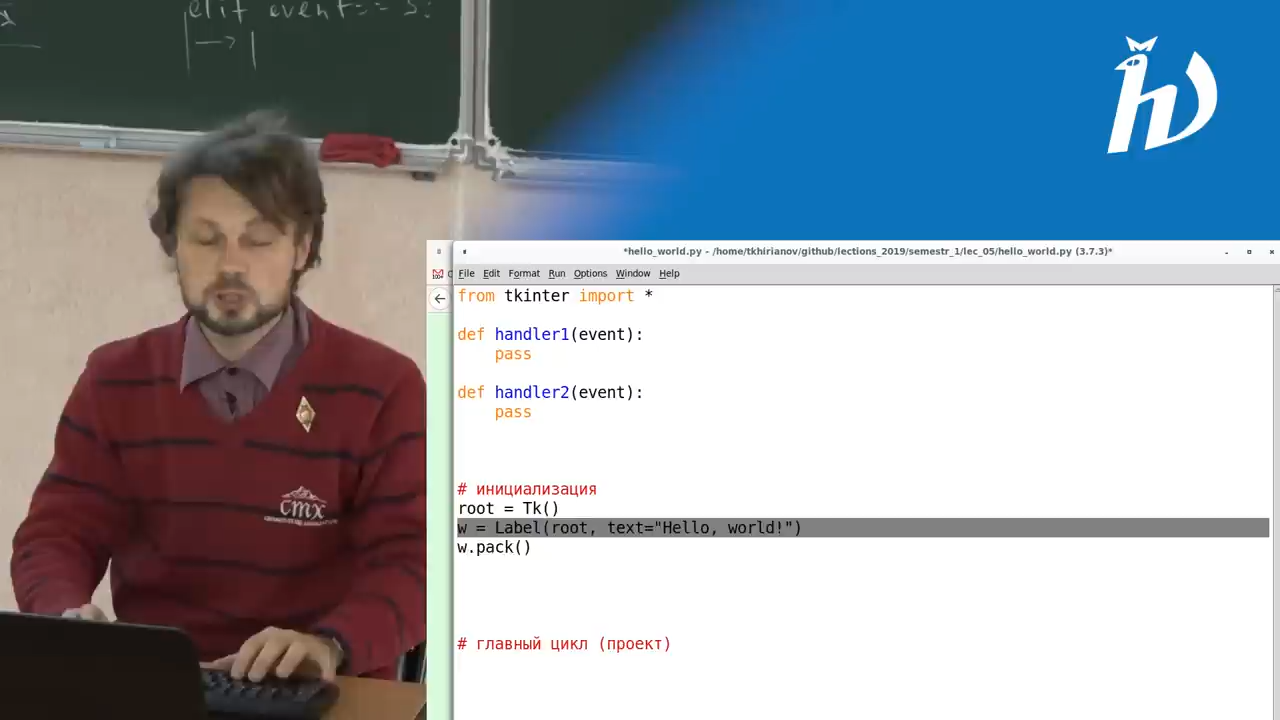 elif event== 5:
*hello_world.py - /home/tkhirianov/github/lections_2019/semestr_1/lec_05/hello_world.py (3.7.3)*
File Edit Format Run Options Window Help
from tkinter import *
def handler1(event):
pass
def handler2(event):
pass
# инициализация
root = Tk()
w = Label(root, text="Hello, world!")
w.pack()
# главный цикл (проект)
cmx